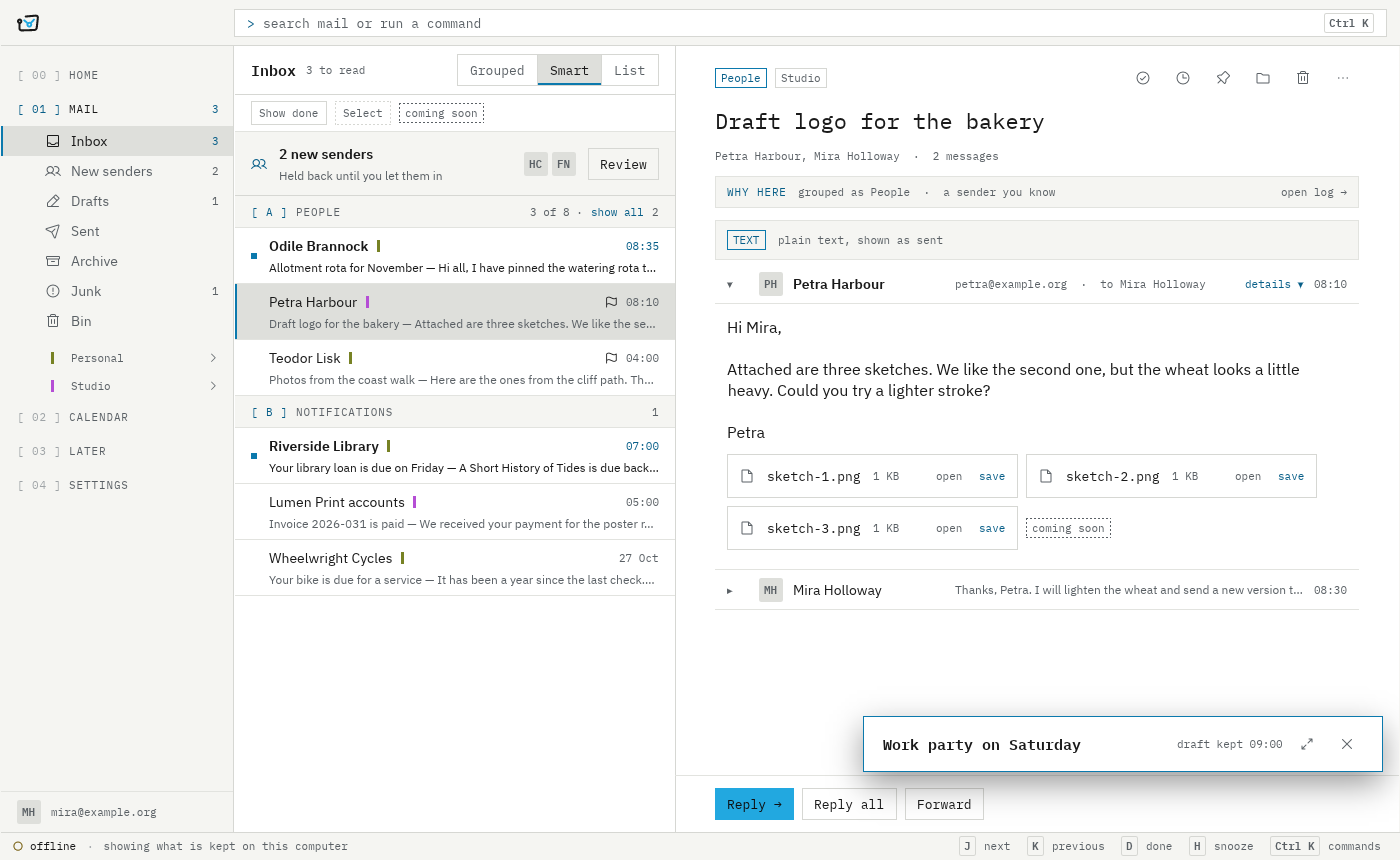 > search mail or run a command Ctrl K
[ 00 ] HOME
[ 01 ] MAIL 3
Inbox 3
New senders 2
Drafts 1
Sent
Archive
Junk 1
Bin
Personal
Studio
[ 02 ] CALENDAR
[ 03 ] LATER
[ 04 ] SETTINGS
MH mira@example.org
Inbox 3 to read Grouped Smart List
Show done Select coming soon
2 new senders
Held back until you let them in
HC FN Review
[ A ] PEOPLE 3 of 8 · show all 2
Odile Brannock 08:35
Allotment rota for November — Hi all, I have pinned the watering rota t…
Petra Harbour 08:10
Draft logo for the bakery — Attached are three sketches. We like the se…
Teodor Lisk 04:00
Photos from the coast walk — Here are the ones from the cliff path. Th…
[ B ] NOTIFICATIONS 1
Riverside Library 07:00
Your library loan is due on Friday — A Short History of Tides is due back…
Lumen Print accounts 05:00
Invoice 2026-031 is paid — We received your payment for the poster r…
Wheelwright Cycles 27 Oct
Your bike is due for a service — It has been a year since the last check.…
People Studio
Draft logo for the bakery
Petra Harbour, Mira Holloway · 2 messages
WHY HERE grouped as People · a sender you know open log →
TEXT plain text, shown as sent
▾ PH Petra Harbour petra@example.org · to Mira Holloway details ▾ 08:10
Hi Mira,
Attached are three sketches. We like the second one, but the wheat looks a little
heavy. Could you try a lighter stroke?
Petra
sketch-1.png 1 KB open save
sketch-2.png 1 KB open save
sketch-3.png 1 KB open save
coming soon
▸ MH Mira Holloway Thanks, Petra. I will lighten the wheat and send a new version t… 08:30
Work party on Saturday draft kept 09:00
Reply → Reply all Forward
offline · showing what is kept on this computer
J next K previous D done H snooze Ctrl K commands